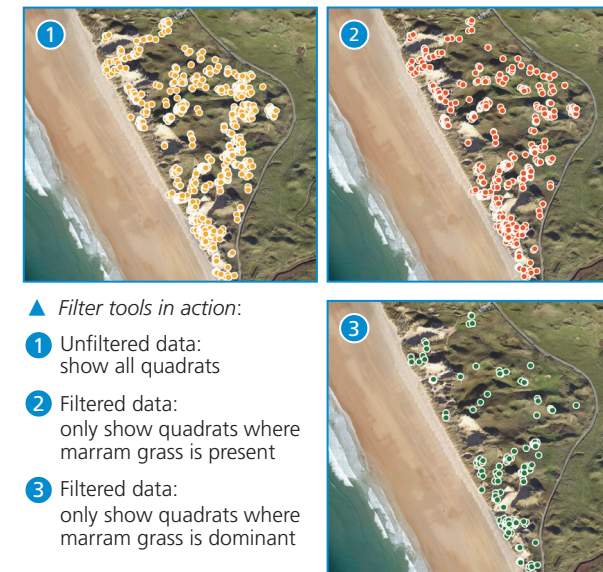 1
2
▲ Filter tools in action:
1 Unfiltered data:
show all quadrats
2 Filtered data:
only show quadrats where
marram grass is present
3 Filtered data:
only show quadrats where
marram grass is dominant
3